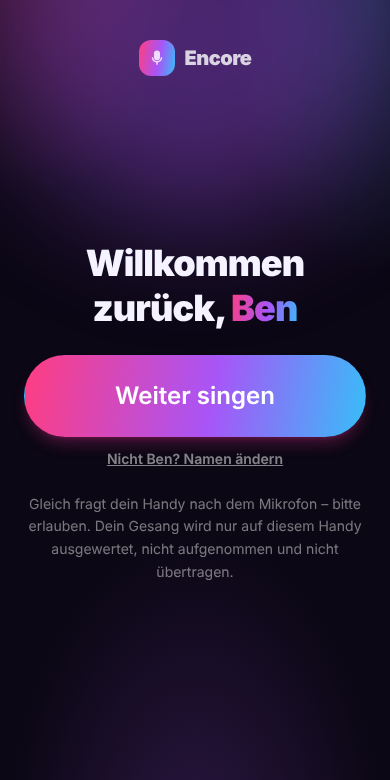 Encore
Willkommen
zurück, Ben
Weiter singen
Nicht Ben? Namen ändern
Gleich fragt dein Handy nach dem Mikrofon – bitte
erlauben. Dein Gesang wird nur auf diesem Handy
ausgewertet, nicht aufgenommen und nicht
übertragen.